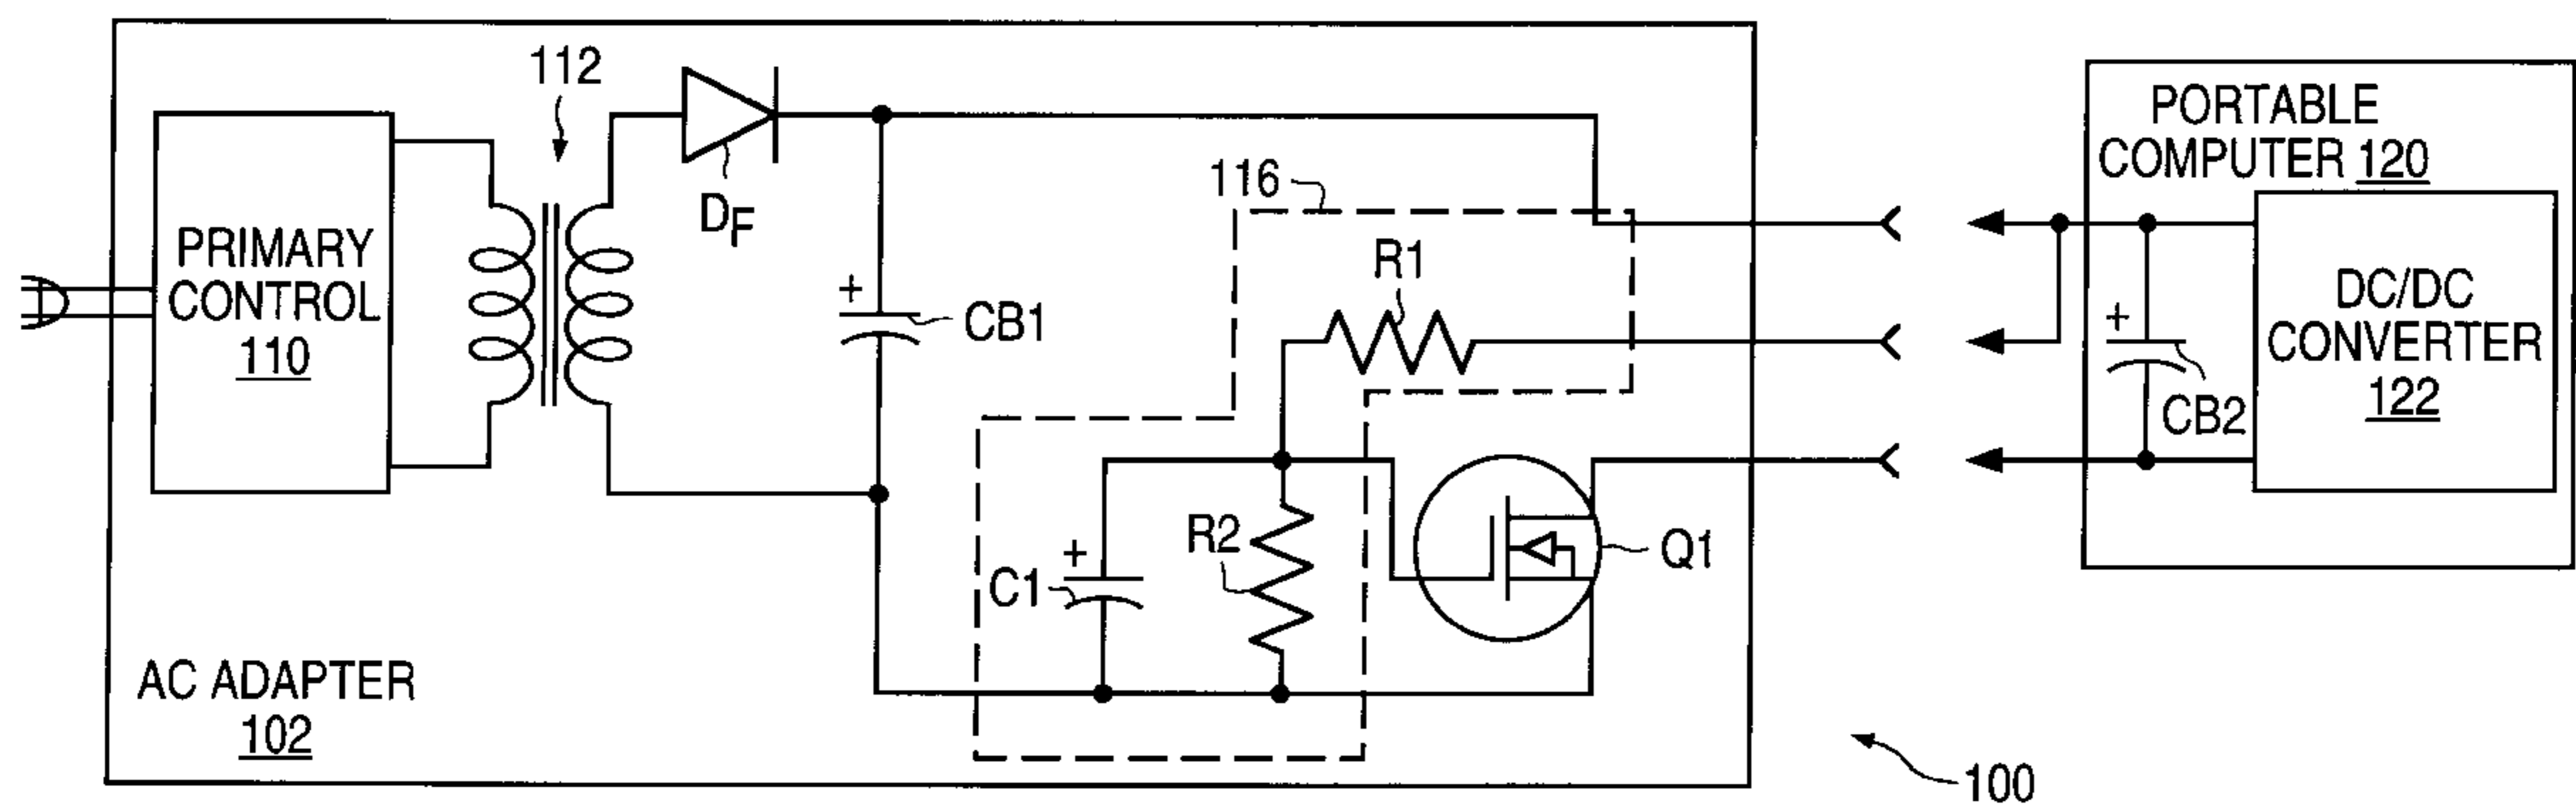 112
PORTABLE
COMPUTER 120
116
DF
R1
PRIMARY
CONTROL
110
+
CB1
+
DC/DC
CONVERTER
122
CB2
R2
+
C1
Q1
AC ADAPTER
102
100